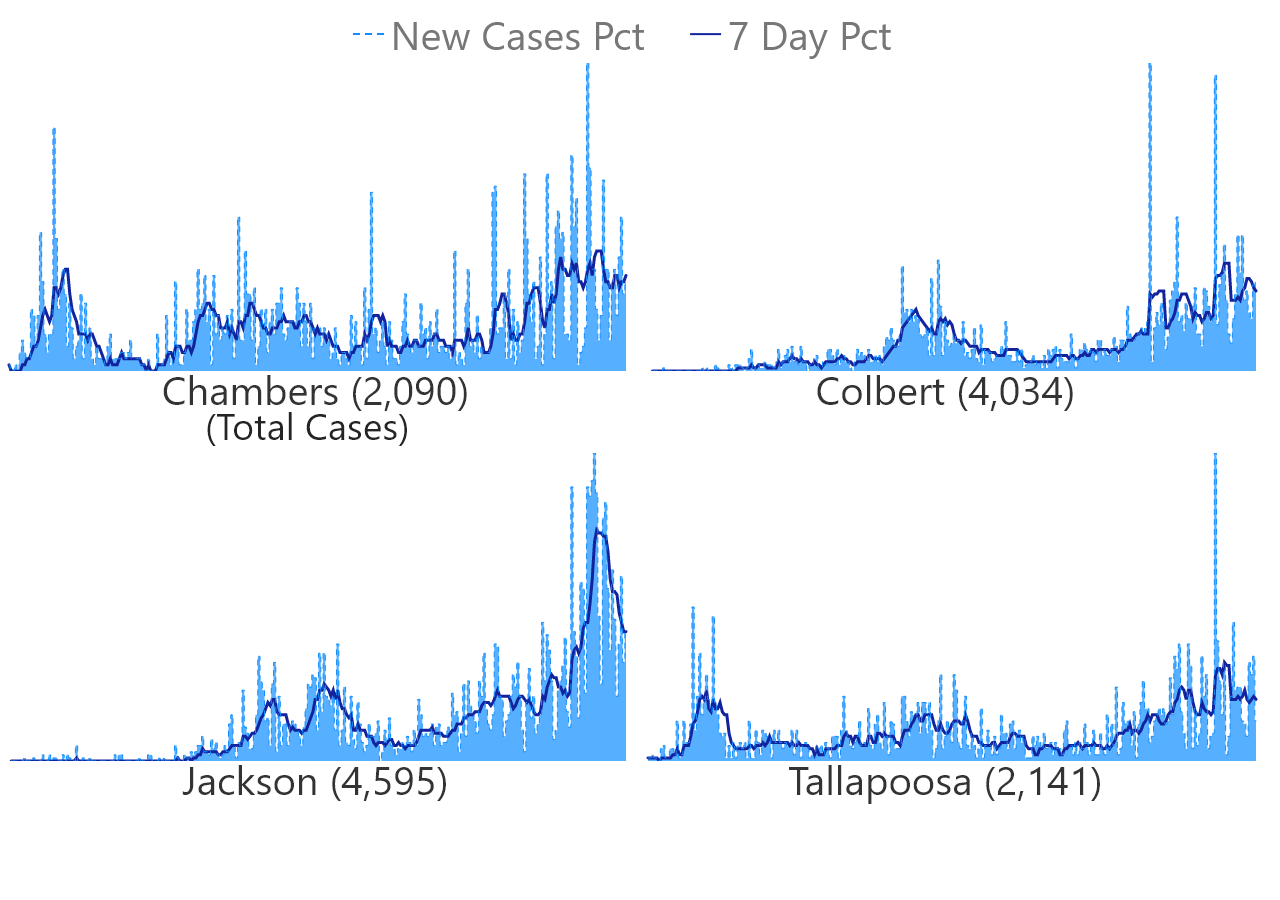 New Cases Pct 7 Day Pct
Chambers (2,090) Colbert (4,034)
(Total Cases)
Jackson (4,595) Tallapoosa (2,141)